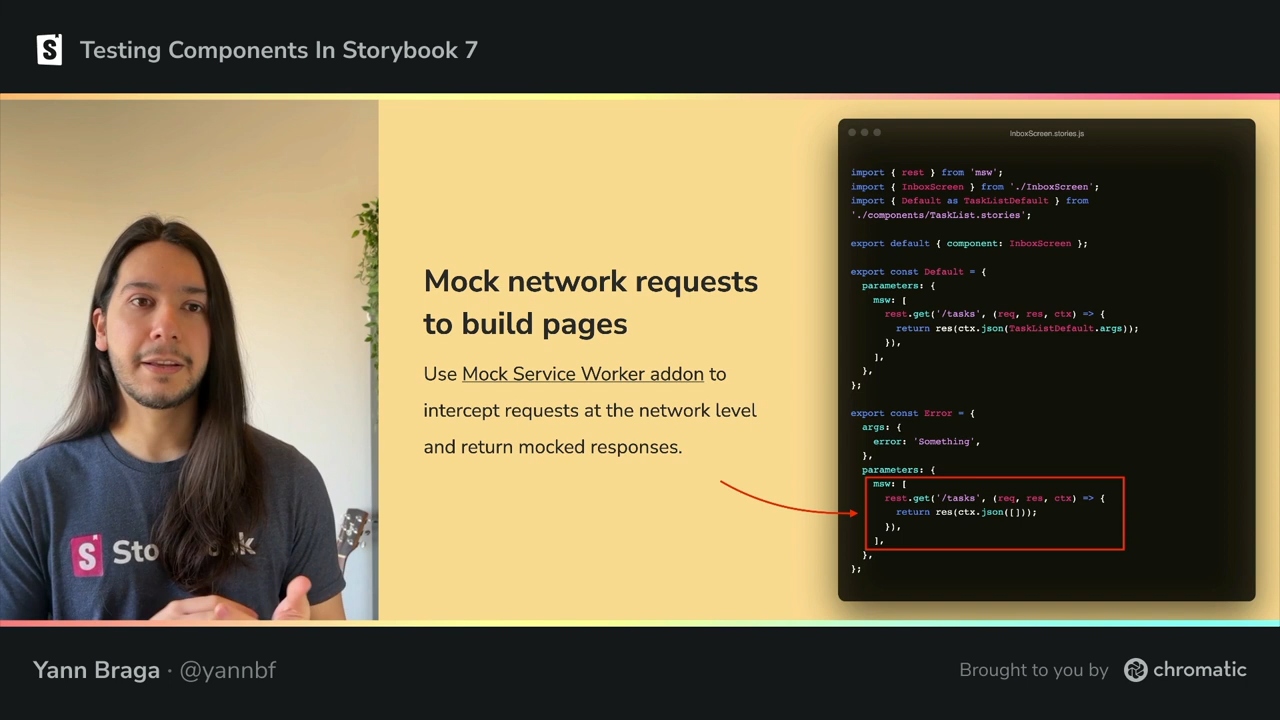 S Testing Components In Storybook 7
Mock network requests
to build pages
Use Mock Service Worker addon to
intercept requests at the network level
and return mocked responses.
InboxScreen.stories.js
import { rest } from 'msw';
import { InboxScreen } from './InboxScreen';
import { Default as TaskListDefault } from
'./components/TaskList.stories';
export default { component: InboxScreen };
export const Default = {
parameters: {
msw: [
rest.get('/tasks', (req, res, ctx) => {
return res(ctx.json(TaskListDefault.args));
}),
],
},
};
export const Error = {
args: {
error: 'Something',
},
parameters: {
msw: [
rest.get('/tasks', (req, res, ctx) => {
return res(ctx.json([]));
}),
],
},
};
S Sto k
Yann Braga · @yannbf
Brought to you by chromatic